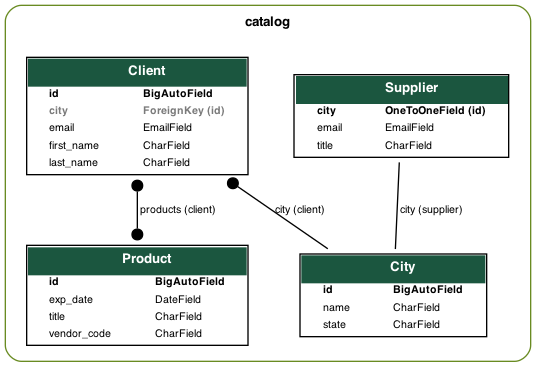 catalog
Client
id BigAutoField
city ForeignKey (id)
email EmailField
first_name CharField
last_name CharField
Supplier
city OneToOneField (id)
email EmailField
title CharField
products (client)
city (client)
city (supplier)
Product
id BigAutoField
exp_date DateField
title CharField
vendor_code CharField
City
id BigAutoField
name CharField
state CharField